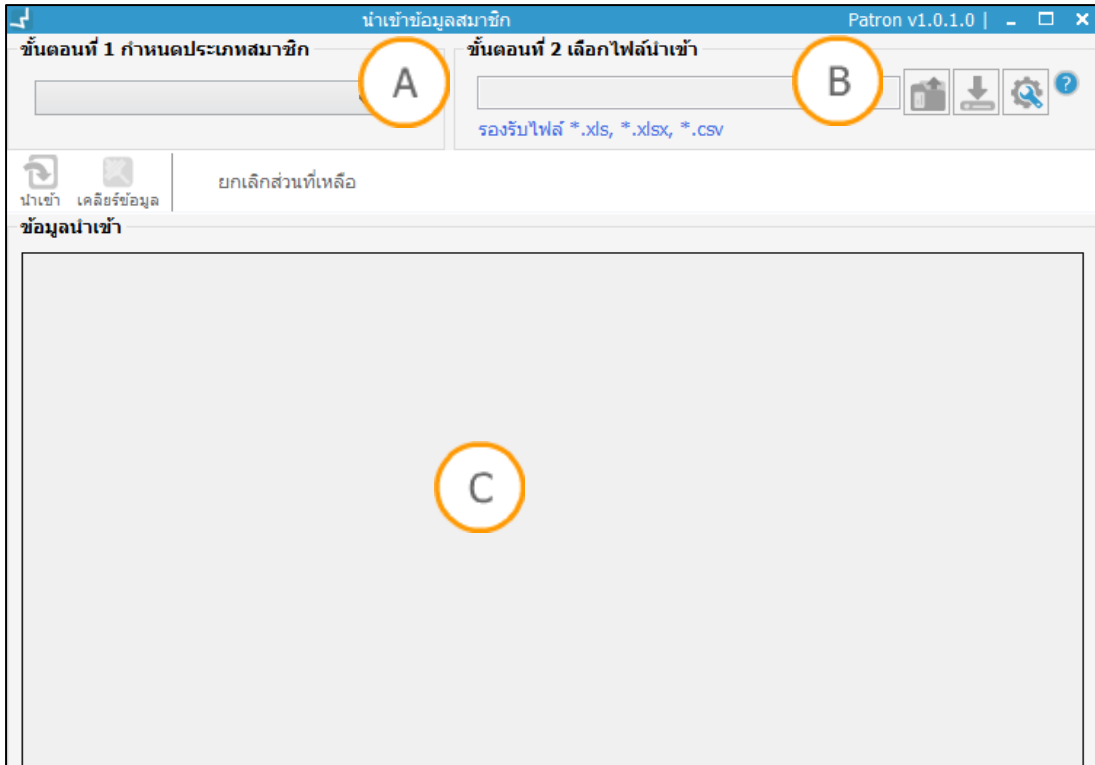 นำเข้าข้อมูลสมาชิก Patron v1.0.1.0 |
ขั้นตอนที่ 1 กำหนดประเภทสมาชิก
A
ขั้นตอนที่ 2 เลือกไฟล์นำเข้า
B
?
รองรับไฟล์ *.xls, *.xlsx, *.csv
นำเข้า เคลียร์ข้อมูล
ยกเลิกส่วนที่เหลือ
ข้อมูลนำเข้า
C